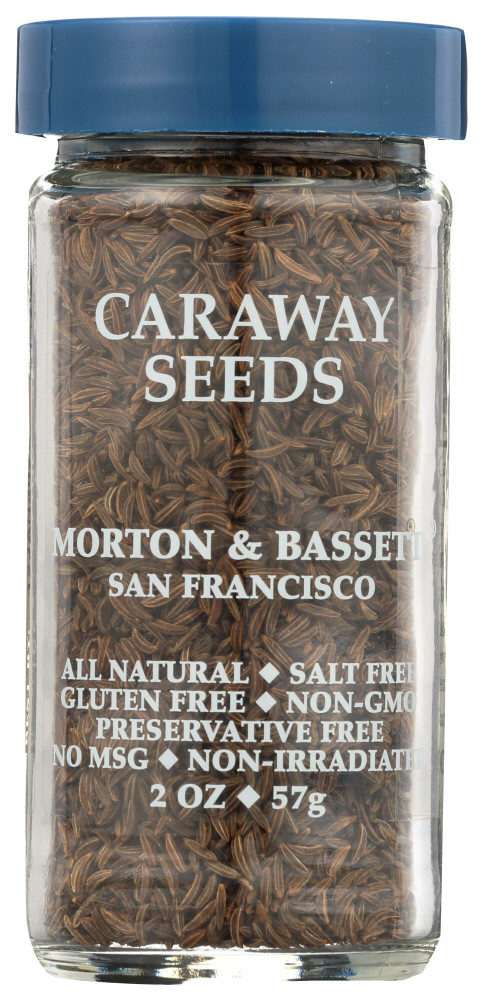 CARAWAY
SEEDS
MORTON & BASSETT ®
SAN FRANCISCO
ALL NATURAL ◆ SALT FREE
GLUTEN FREE ◆ NON-GMO
PRESERVATIVE FREE
NO MSG ◆ NON-IRRADIATED
2 OZ ◆ 57g